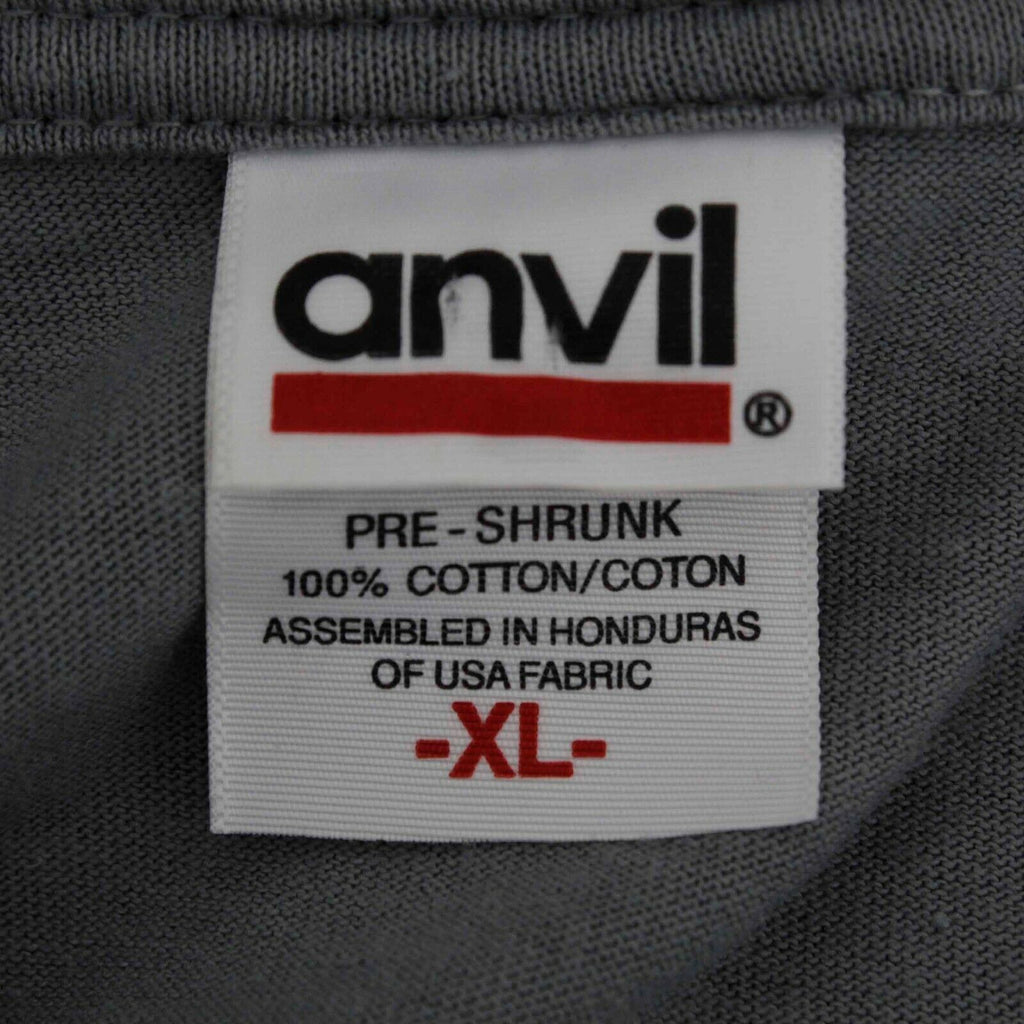 anvil
®
PRE-SHRUNK
100% COTTON/COTON
ASSEMBLED IN HONDURAS
OF USA FABRIC
-XL-